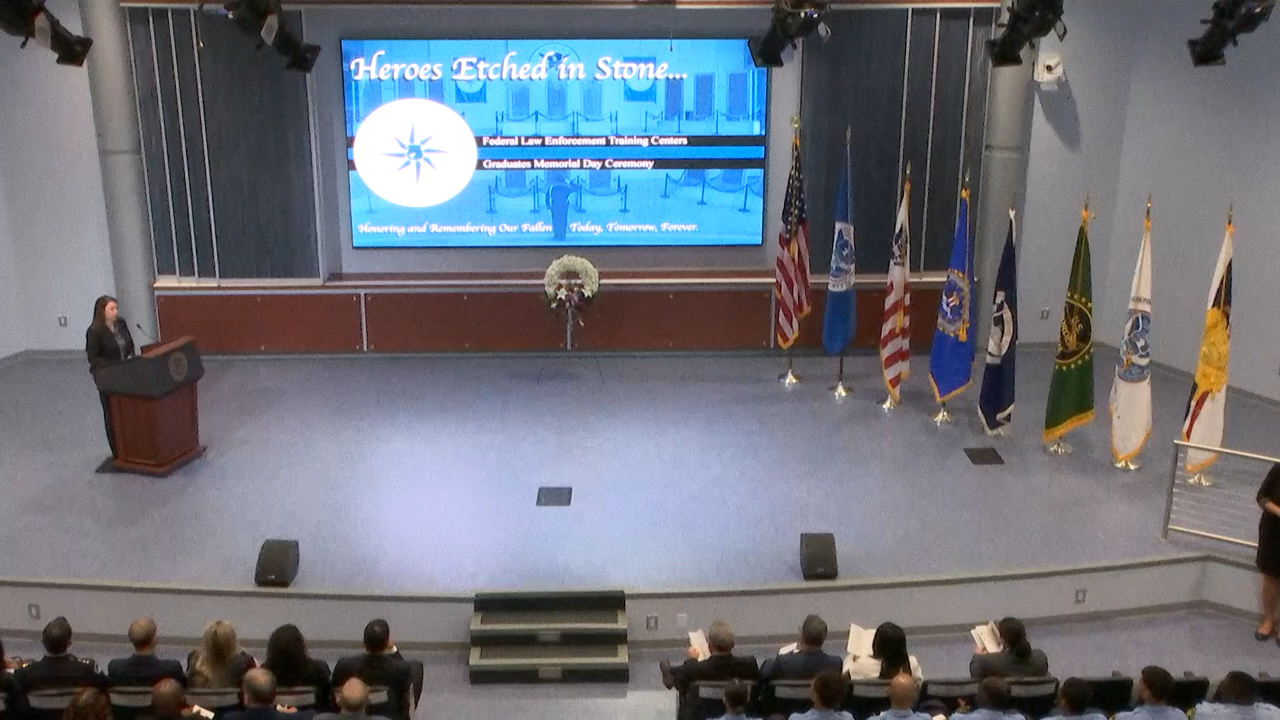 Heroes Etched in Stone...
Federal Law Enforcement Training Centers
Graduates Memorial Day Ceremony
Honoring and Remembering Our Fallen Today, Tomorrow, Forever.